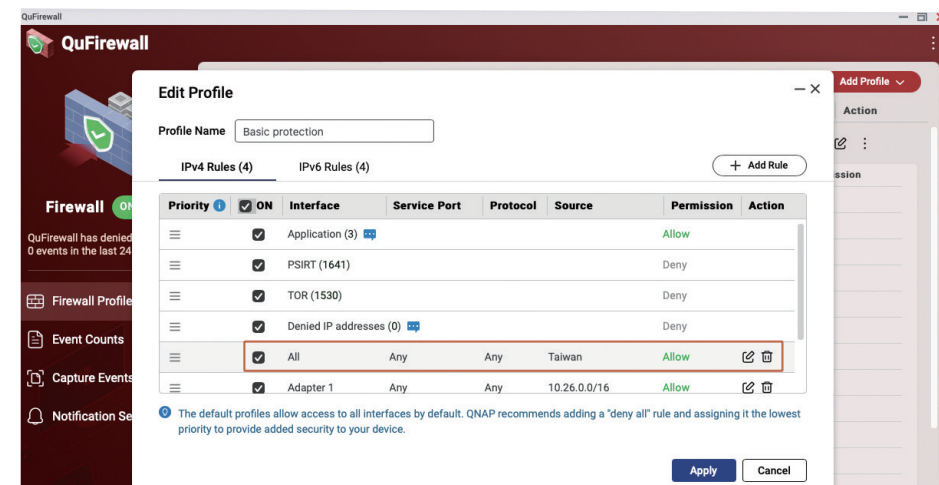 QuFirewall
QuFirewall
Add Profile
Action
ssion
Firewall ON
QuFirewall has denied
0 events in the last 24
Firewall Profile
Event Counts
Capture Events
Notification Se
Edit Profile
Profile Name Basic protection
IPv4 Rules (4) IPv6 Rules (4) + Add Rule
Priority ON Interface Service Port Protocol Source Permission Action
Application (3) Allow
PSIRT (1641) Deny
TOR (1530) Deny
Denied IP addresses (0) Deny
All Any Any Taiwan Allow
Adapter 1 Any Any 10.26.0.0/16 Allow
The default profiles allow access to all interfaces by default. QNAP recommends adding a "deny all" rule and assigning it the lowest
priority to provide added security to your device.
Apply Cancel